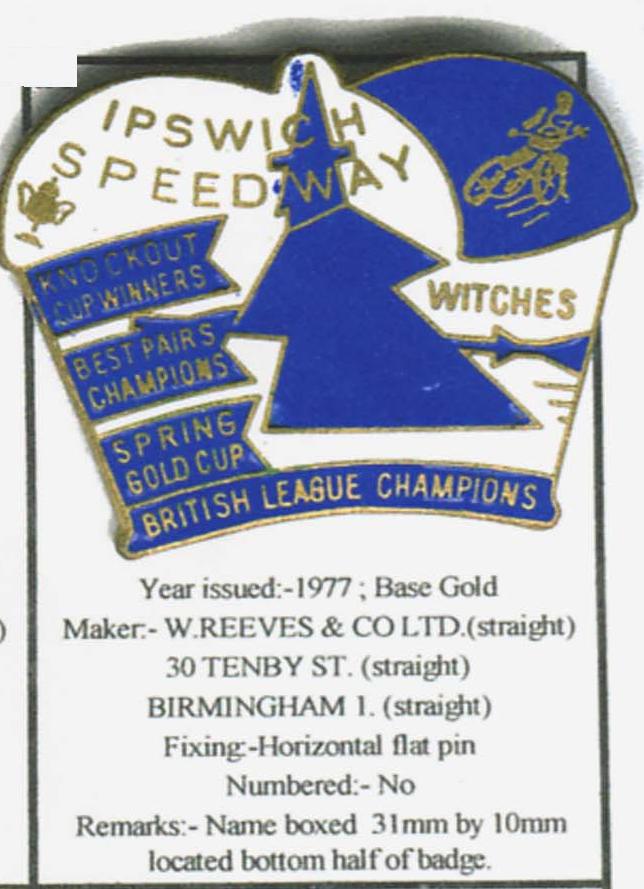 IPSWICH
SPEEDWAY
KNOCKOUT
CUP WINNERS
WITCHES
BEST PAIRS
CHAMPIONS
SPRING
GOLD CUP
BRITISH LEAGUE CHAMPIONS
Year issued:-1977 ; Base Gold
)
Maker:- W.REEVES & CO LTD.(straight)
30 TENBY ST. (straight)
BIRMINGHAM 1. (straight)
Fixing:-Horizontal flat pin
Numbered:- No
Remarks:- Name boxed 31mm by 10mm
located bottom half of badge.